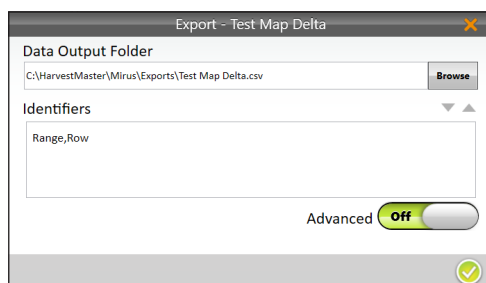 Export - Test Map Delta
Data Output Folder
C:\HarvestMaster\Mirus\Exports\Test Map Delta.csv
Browse
Identifiers
Range,Row
Advanced Off